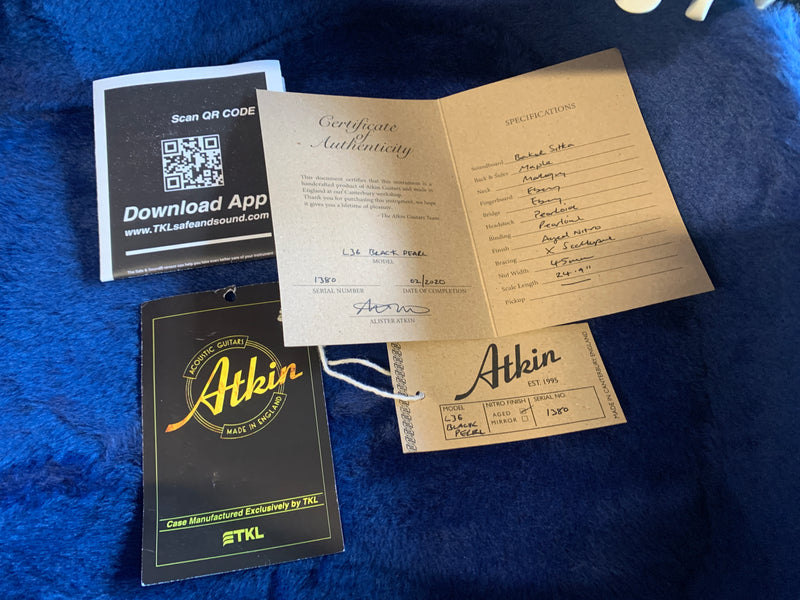 Scan QR CODE
Download App
www.TKLsafeandsound.com
Certificate
of
Authenticity
This document certifies that this instrument is a
handcrafted product of Atkin Guitars and made in
England at our Canterbury workshop.
Thank you for purchasing this instrument, we hope
it gives you a lifetime of pleasure.
- The Atkin Guitars Team
L36 BLACK PEARL
MODEL
1380
SERIAL NUMBER
02/2020
DATE OF COMPLETION
ALISTER ATKIN
SPECIFICATIONS
Soundboard Baked Sitka
Back & Sides Maple
Neck Mahogany
Fingerboard Ebony
Bridge Ebony
Headstock Pearloid
Binding Pearloid
Finish Aged Nitro
Bracing X Scalloped
Nut Width 45mm
Scale Length 24.9"
Pickup
ACOUSTIC GUITARS
Atkin
MADE IN ENGLAND
Case Manufactured Exclusively by TKL
TKL
Atkin
EST. 1995
MODEL
L36
BLACK
PEARL
NITRO FINISH
AGED
MIRROR
SERIAL NO.
1380
MADE IN CANTERBURY ENGLAND